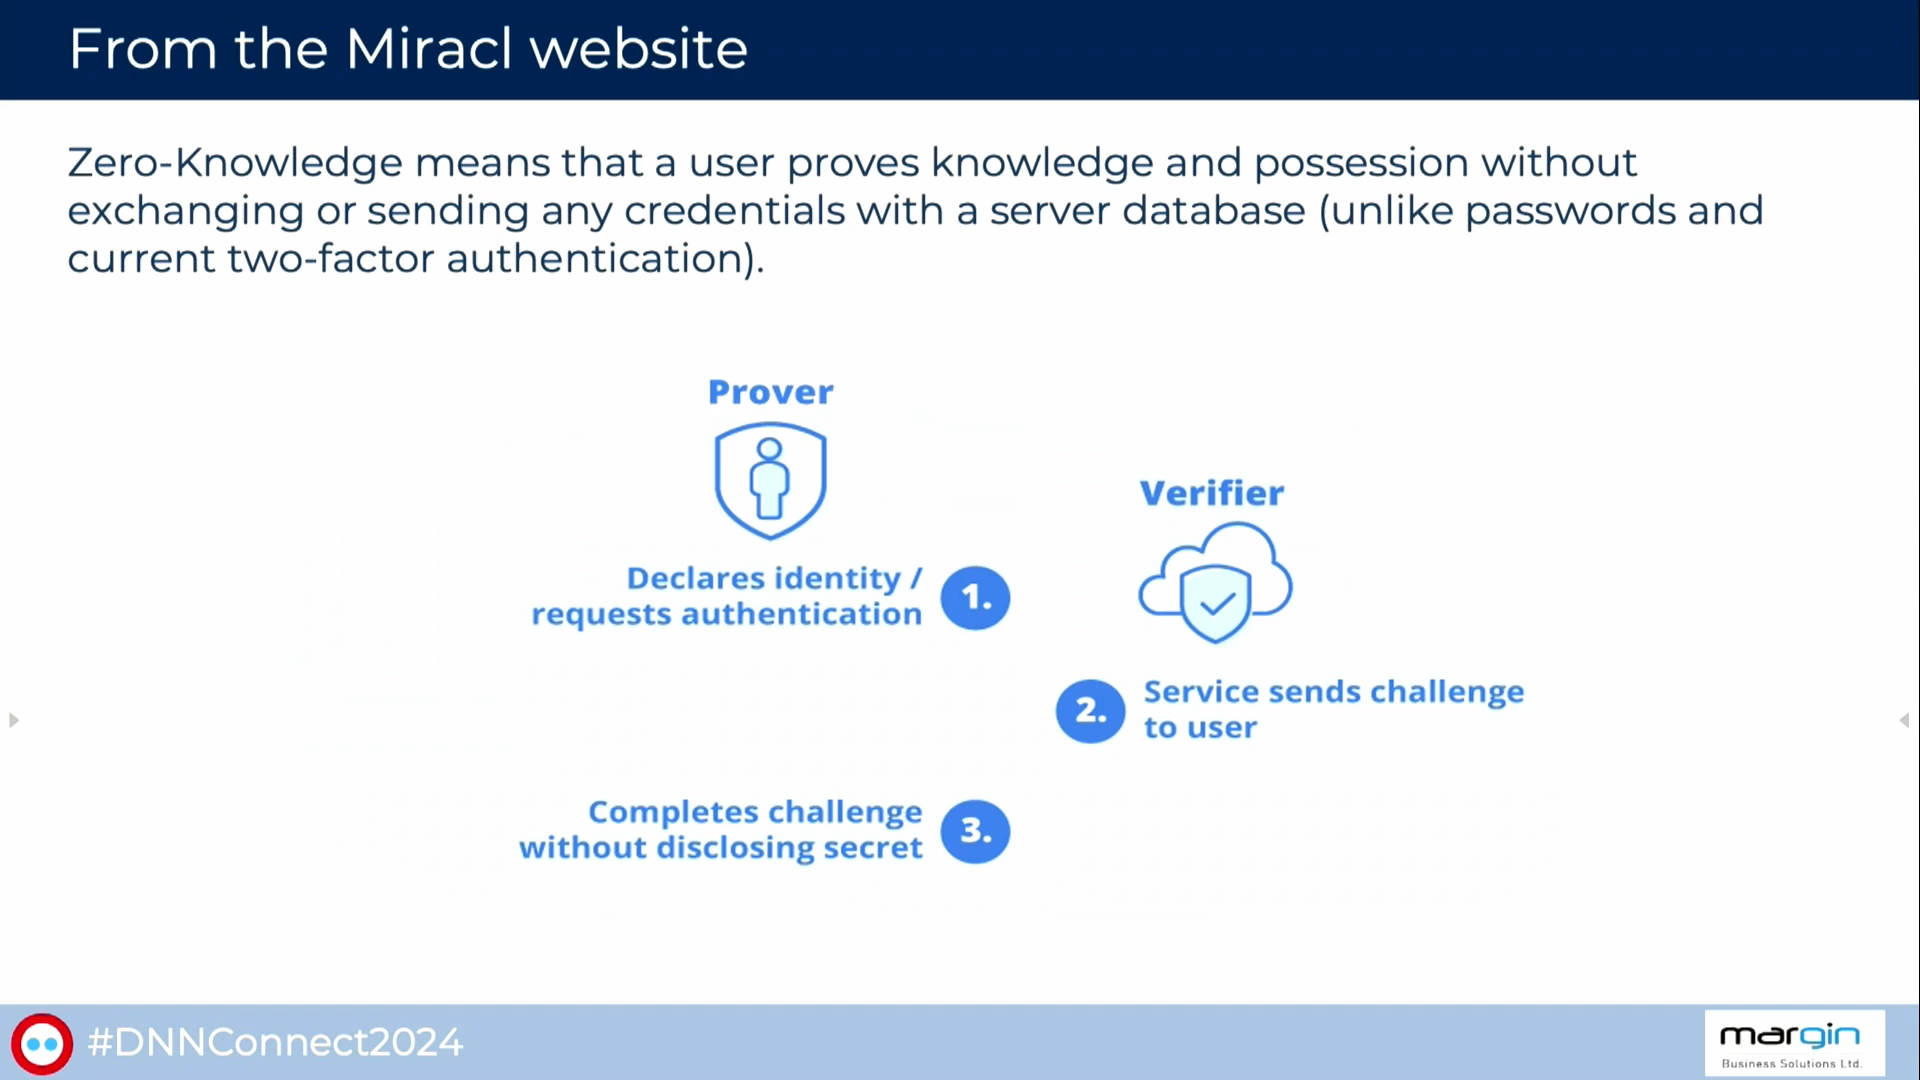 From the Miracl website
Zero-Knowledge means that a user proves knowledge and possession without
exchanging or sending any credentials with a server database (unlike passwords and
current two-factor authentication).
Prover
Verifier
Declares identity /
requests authentication
1.
2.
Service sends challenge
to user
Completes challenge
without disclosing secret
3.
#DNNConnect2024
margin
Business Solutions Ltd.